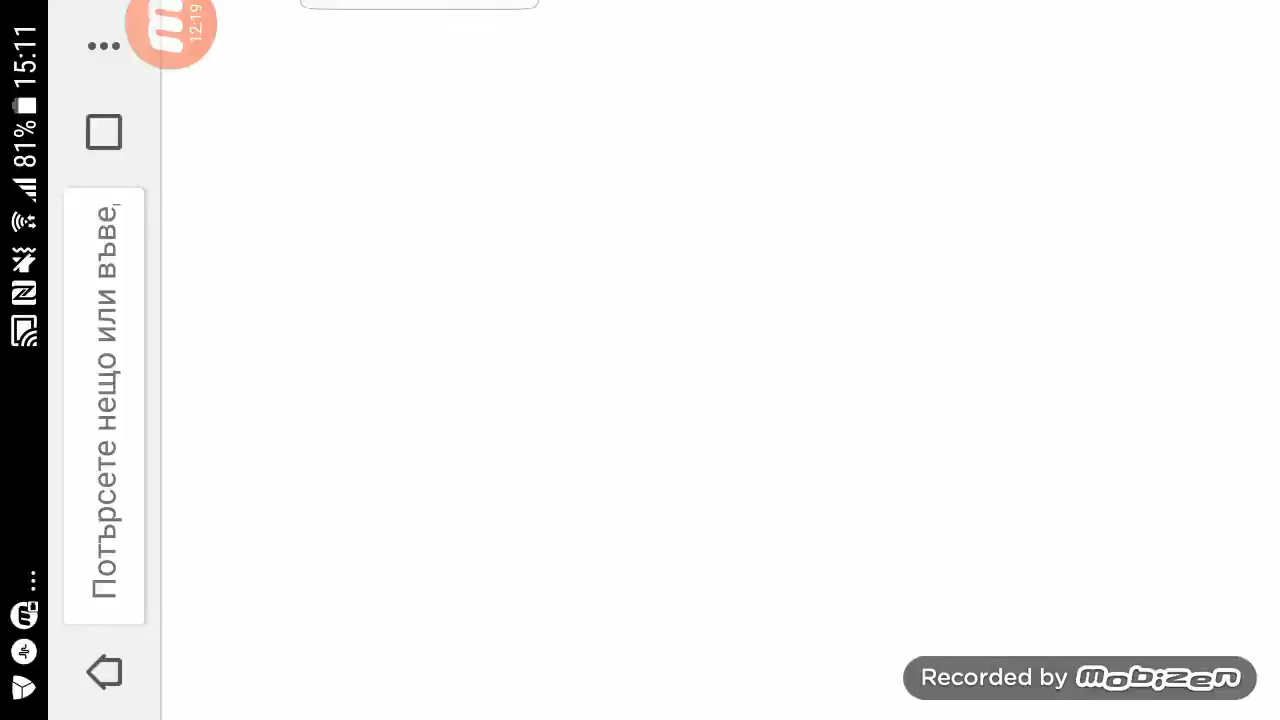 81% 15:11
12:19
Потърсете нещо или въве
Recorded by mobizen